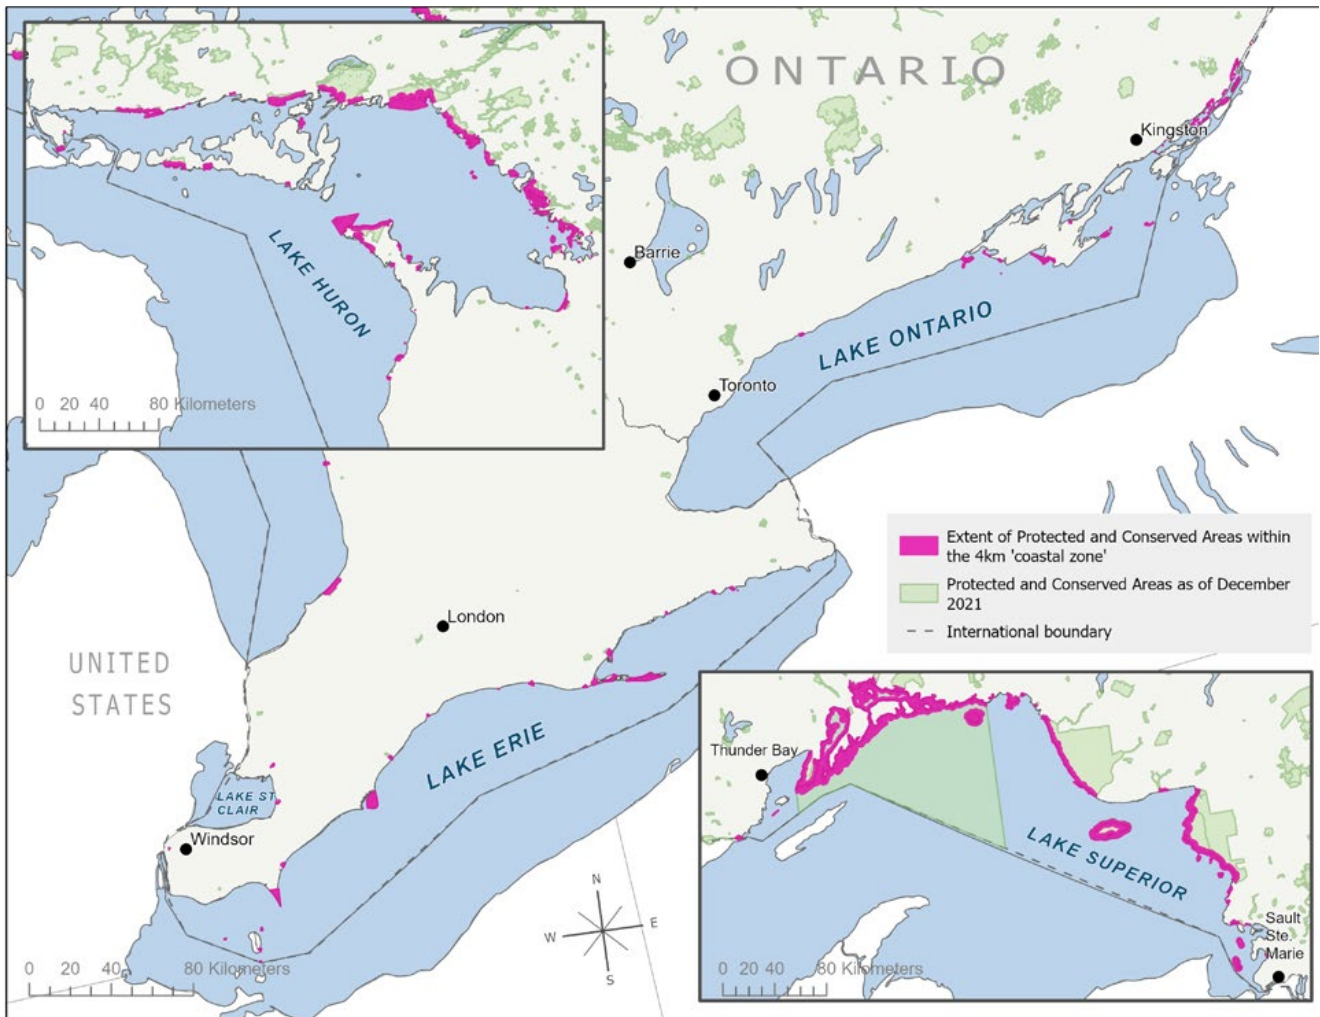 ONTARIO
Kingston
Barrie
LAKE HURON
LAKE ONTARIO
Toronto
0 20 40 80 Kilometers
Extent of Protected and Conserved Areas within
the 4km 'coastal zone'
Protected and Conserved Areas as of December
2021
International boundary
London
UNITED
STATES
LAKE ERIE
Thunder Bay
LAKE ST
CLAIR
Windsor
LAKE SUPERIOR
N
W E
S
Sault
Ste.
Marie
0 20 40 80 Kilometers
0 20 40 80 Kilometers